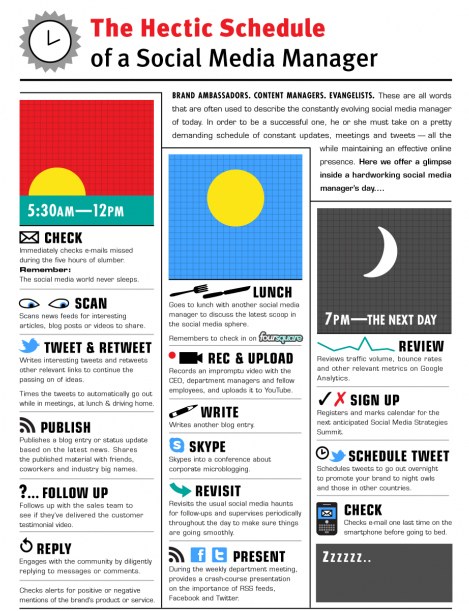 The Hectic Schedule
of a Social Media Manager
BRAND AMBASSADORS. CONTENT MANAGERS. EVANGELISTS. These are all words
that are often used to describe the constantly evolving social media manager
of today. In order to be a successful one, he or she must take on a pretty
demanding schedule of constant updates, meetings and tweets — all the
while maintaining an effective online
presence. Here we offer a glimpse
inside a hardworking social media
manager's day....
5:30AM—12PM
CHECK
Immediately checks e-mails missed
during the five hours of slumber.
Remember:
The social media world never sleeps.
SCAN
Scans news feeds for interesting
articles, blog posts or videos to share.
TWEET & RETWEET
Writes interesting tweets and retweets
other relevant links to continue the
passing on of ideas.
Times the tweets to automatically go out
while in meetings, at lunch & driving home.
PUBLISH
Publishes a blog entry or status update
based on the latest news. Shares
the published material with friends,
coworkers and industry big names.
?... FOLLOW UP
Follows up with the sales team to
see if they've delivered the customer
testimonial video.
REPLY
Engages with the community by diligently
replying to messages or comments.
Checks alerts for positive or negative
mentions of the brand's product or service.
LUNCH
Goes to lunch with another social media
manager to discuss the latest scoop in
the social media sphere.
Remembers to check in on foursquare
REC & UPLOAD
Records an impromptu video with the
CEO, department managers and fellow
employees, and uploads it to YouTube.
WRITE
Writes another blog entry.
S SKYPE
Skypes into a conference about
corporate microblogging.
REVISIT
Revisits the usual social media haunts
for follow-ups and supervises periodically
throughout the day to make sure things
are going smoothly.
f t PRESENT
During the weekly department meeting,
provides a crash-course presentation
on the importance of RSS feeds,
Facebook and Twitter.
7PM—THE NEXT DAY
REVIEW
Reviews traffic volume, bounce rates
and other relevant metrics on Google
Analytics.
SIGN UP
Registers and marks calendar for the
next anticipated Social Media Strategies
Summit.
SCHEDULE TWEET
Schedules tweets to go out overnight
to promote your brand to night owls
and those in other countries.
CHECK
Checks e-mail one last time on the
smartphone before going to bed.
Zzzzzz..